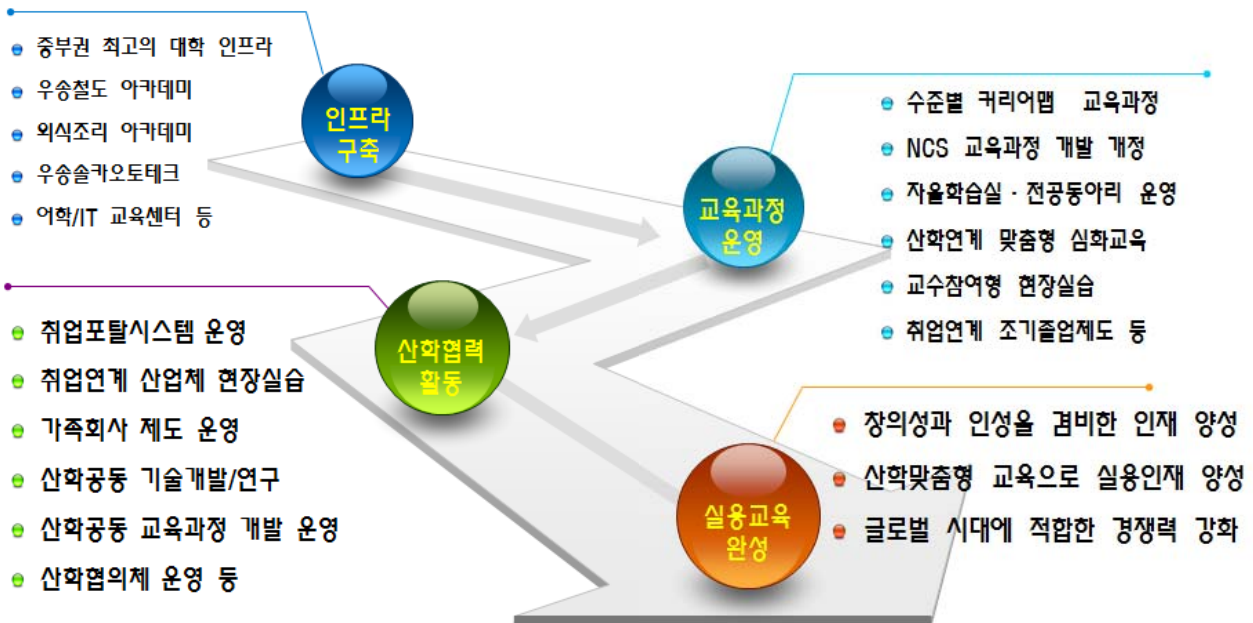 인프라
구축
중부권 최고의 대학 인프라
우송철도 아카데미
외식조리 아카데미
우송솔카오토테크
어학/IT 교육센터 등
교육과정
운영
수준별 커리어맵 교육과정
NCS 교육과정 개발 개정
자율학습실·전공동아리 운영
산학연계 맞춤형 심화교육
교수참여형 현장실습
취업연계 조기졸업제도 등
산학협력
활동
취업포탈시스템 운영
취업연계 산업체 현장실습
가족회사 제도 운영
산학공동 기술개발/연구
산학공동 교육과정 개발 운영
산학협의체 운영 등
실용교육
완성
창의성과 인성을 겸비한 인재 양성
산학맞춤형 교육으로 실용인재 양성
글로벌 시대에 적합한 경쟁력 강화